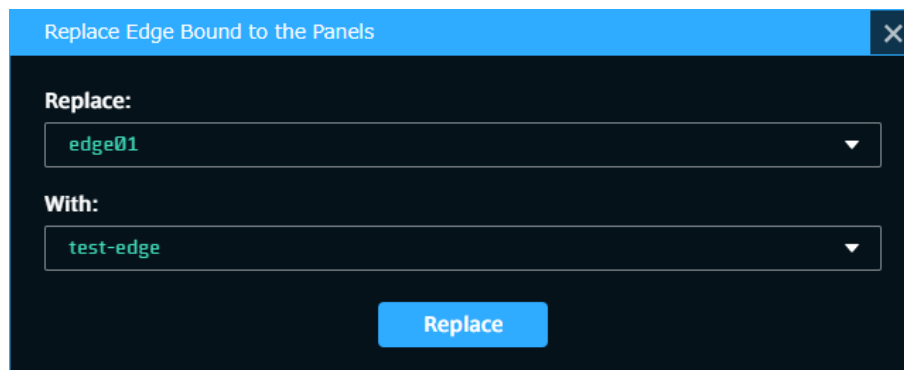 Replace Edge Bound to the Panels
Replace:
edge01
With:
test-edge
Replace